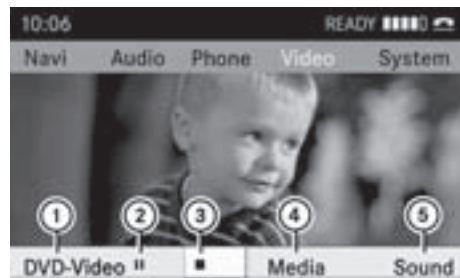 10:06 READY
Navi Audio Phone Video System
1 2 3 4 5
DVD-Video Media Sound